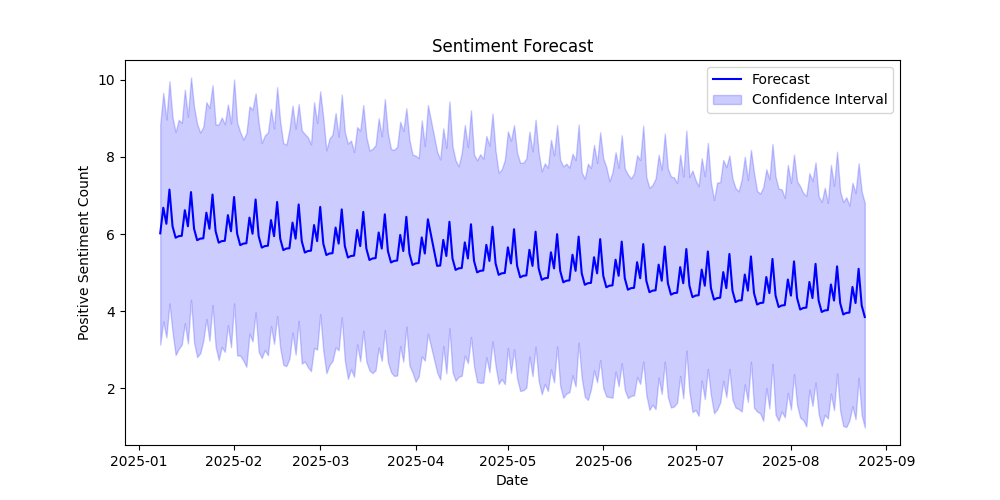 Sentiment Forecast
Forecast
Confidence Interval
Positive Sentiment Count
10
8
6
4
2
2025-01
2025-02
2025-03
2025-04
2025-05
2025-06
2025-07
2025-08
2025-09
Date